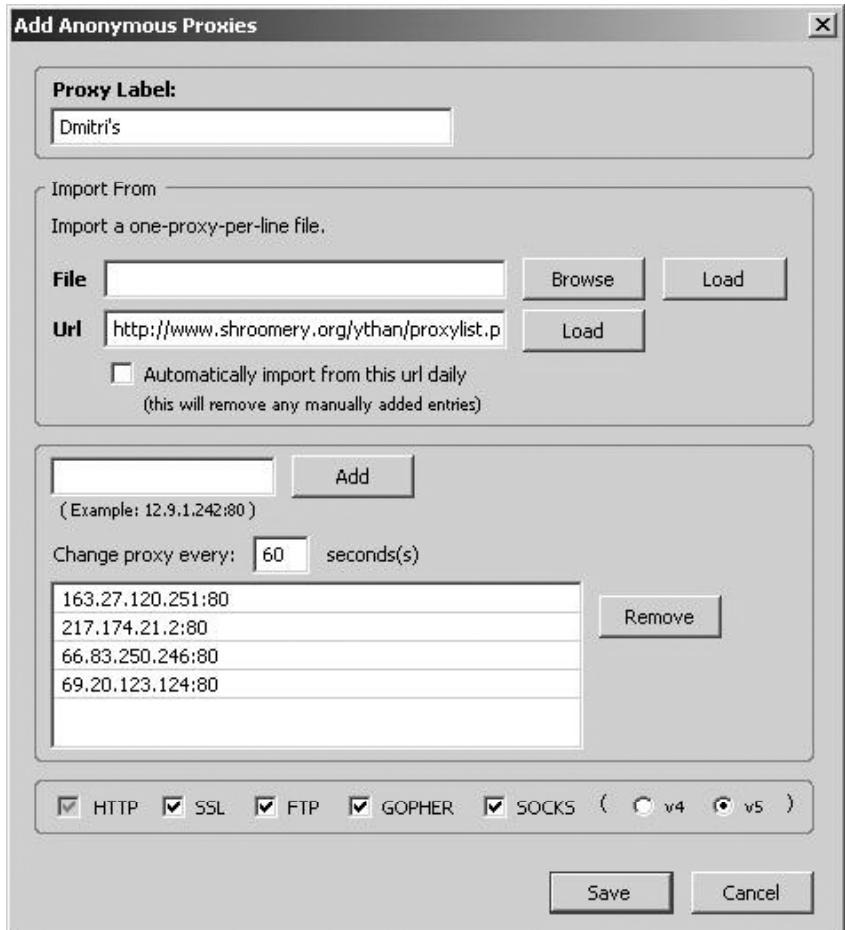 Add Anonymous Proxies
Proxy Label:
Dmitri's
Import From
Import a one-proxy-per-line file.
File Browse Load
Url http://www.shroomery.org/ythan/proxylist.p Load
Automatically import from this url daily
(this will remove any manually added entries)
Add
( Example: 12.9.1.242:80 )
Change proxy every: 60 seconds(s)
163.27.120.251:80
Remove
217.174.21.2:80
66.83.250.246:80
69.20.123.124:80
HTTP SSL FTP GOPHER SOCKS ( v4 v5 )
Save Cancel